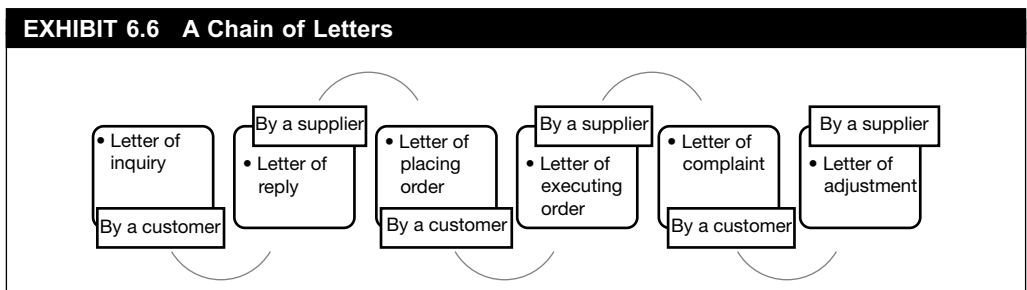 EXHIBIT 6.6 A Chain of Letters
• Letter of
inquiry
By a customer
By a supplier
• Letter of
reply
• Letter of
placing
order
By a customer
By a supplier
• Letter of
executing
order
• Letter of
complaint
By a customer
By a supplier
• Letter of
adjustment